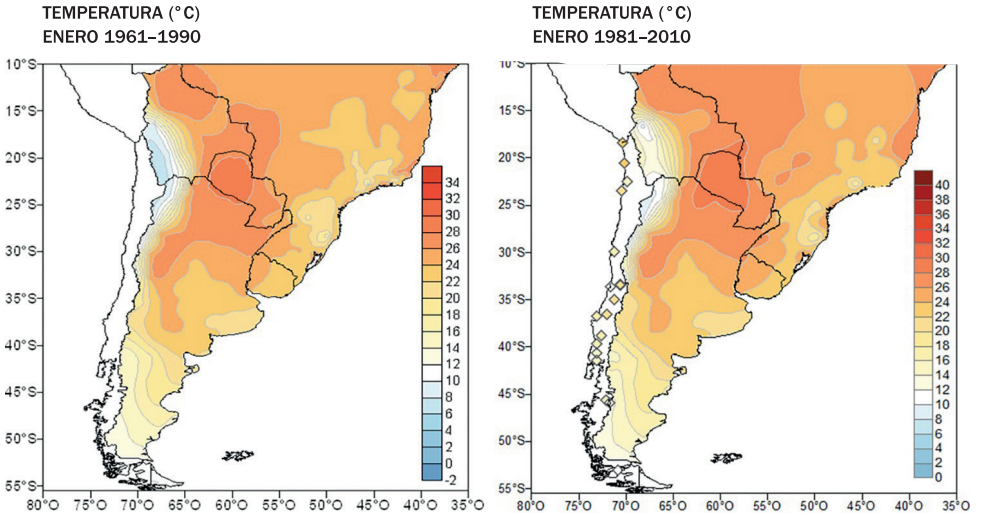 TEMPERATURA (°C)
ENERO 1961–1990
10°S
15°S
20°S
25°S
30°S
35°S
40°S
45°S
50°S
55°S
80°O 75°O 70°O 65°O 60°O 55°O 50°O 45°O 40°O 35°O
34
32
30
28
26
24
22
20
18
16
14
12
10
8
6
4
2
0
-2
TEMPERATURA (°C)
ENERO 1981–2010
10°S
15°S
20°S
25°S
30°S
35°S
40°S
45°S
50°S
55°S
80°O 75°O 70°O 65°O 60°O 55°O 50°O 45°O 40°O 35°O
40
38
36
34
32
30
28
26
24
22
20
18
16
14
12
10
8
6
4
2
0